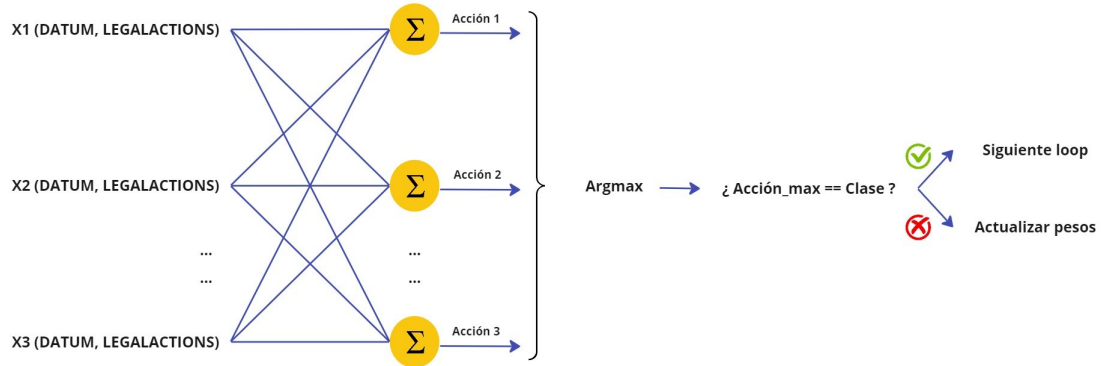 X1 (DATUM, LEGALACTIONS)
Σ
Acción 1
X2 (DATUM, LEGALACTIONS)
Σ
Acción 2
...
...
...
...
X3 (DATUM, LEGALACTIONS)
Σ
Acción 3
Argmax
¿ Acción_max == Clase ?
Siguiente loop
Actualizar pesos